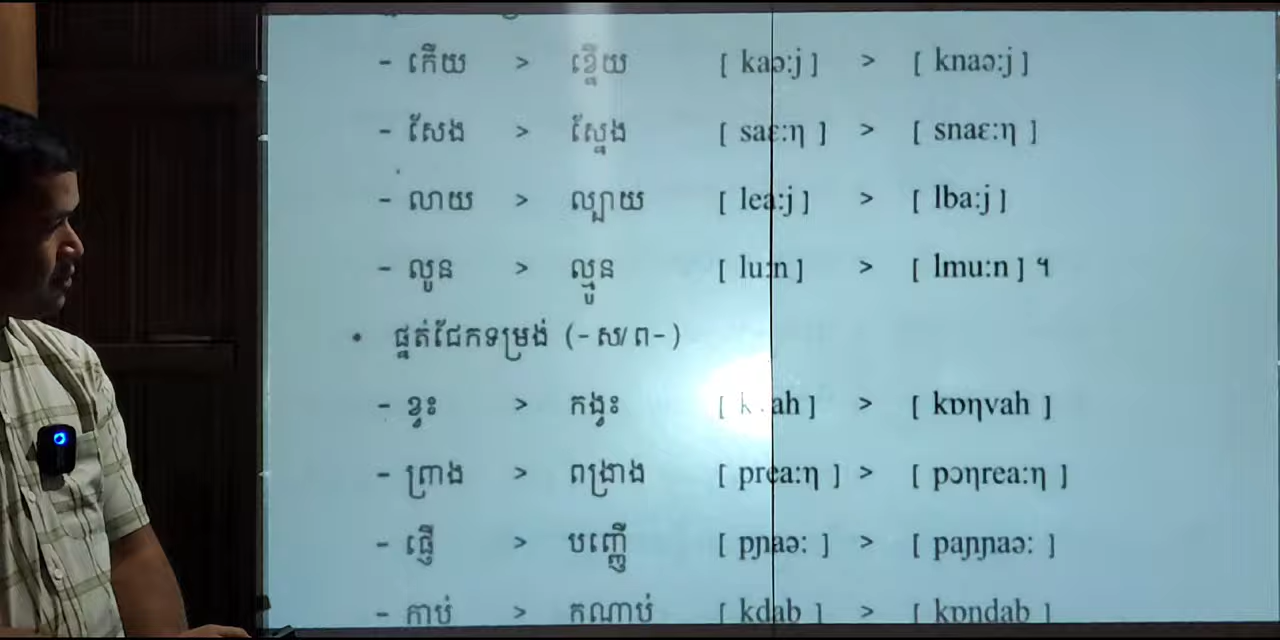 - កើយ > ខ្នើយ [ kaə:j ] > [ knaə:j ]
- សែង > ស្នែង [ saɛ:ŋ ] > [ snaɛ:ŋ ]
- លាយ > ល្បាយ [ lea:j ] > [ lba:j ]
- លូន > ល្មូន [ lu:n ] > [ lmu:n ] ។
• ផ្នត់ជែកទម្រង់ (-ស/ព-)
- ខ្វះ > កង្វះ > [ kɒŋvah ]
- ព្រាង > ពង្រាង [ prea:ŋ ] > [ pɔŋrea:ŋ ]
- ផ្ញើ > បញ្ញើ [ pɲaə: ] > [ paɲɲaə: ]
- កាប់ > កណាប់ [ kdab ] > [ kɒndab ]